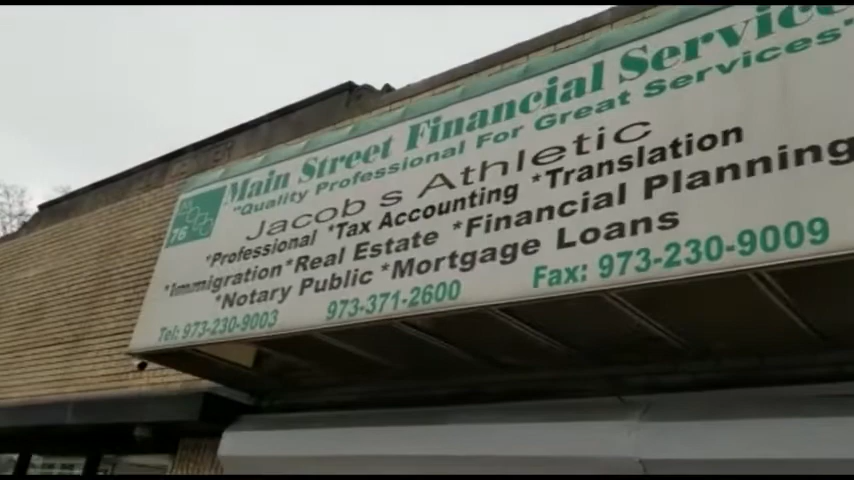 Main Street Financial Services
"Quality Professional For Great Services"
Jacob s Athletic
*Professional *Tax Accounting *Translation
*Immigration *Real Estate *Financial Planning
*Notary Public *Mortgage Loans
Tel: 973-230-9003 973-371-2600 Fax: 973-230-9009
76